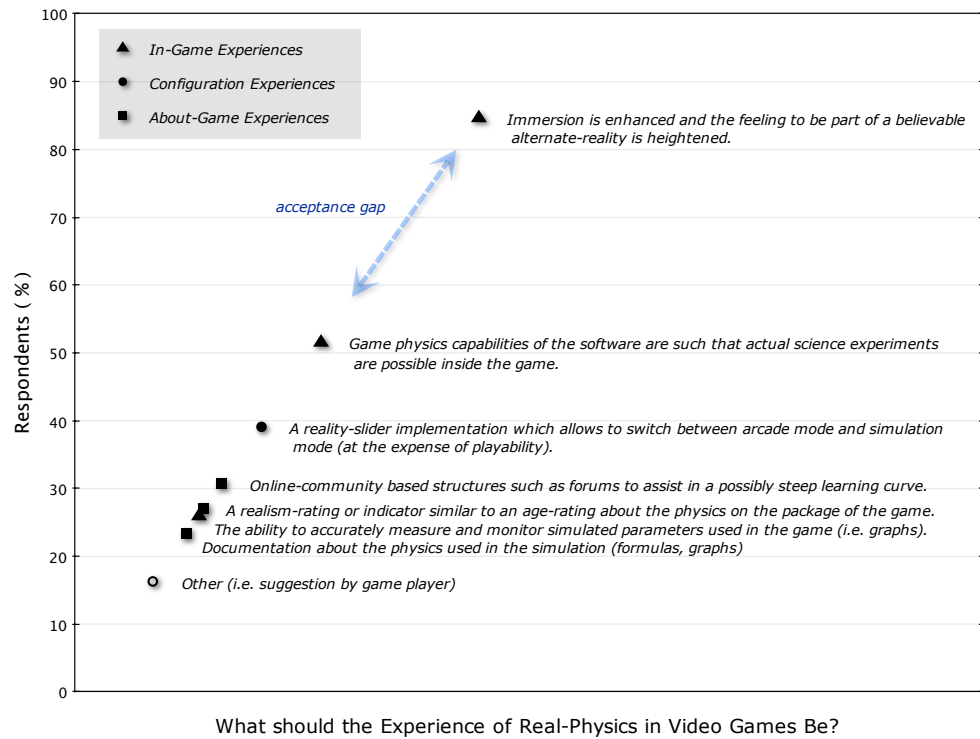 100
90
80
70
60
50
40
30
20
10
0
Respondents ( % )
In-Game Experiences
Configuration Experiences
About-Game Experiences
Immersion is enhanced and the feeling to be part of a believable
alternate-reality is heightened.
acceptance gap
Game physics capabilities of the software are such that actual science experiments
are possible inside the game.
A reality-slider implementation which allows to switch between arcade mode and simulation
mode (at the expense of playability).
Online-community based structures such as forums to assist in a possibly steep learning curve.
A realism-rating or indicator similar to an age-rating about the physics on the package of the game.
The ability to accurately measure and monitor simulated parameters used in the game (i.e. graphs).
Documentation about the physics used in the simulation (formulas, graphs)
Other (i.e. suggestion by game player)
What should the Experience of Real-Physics in Video Games Be?